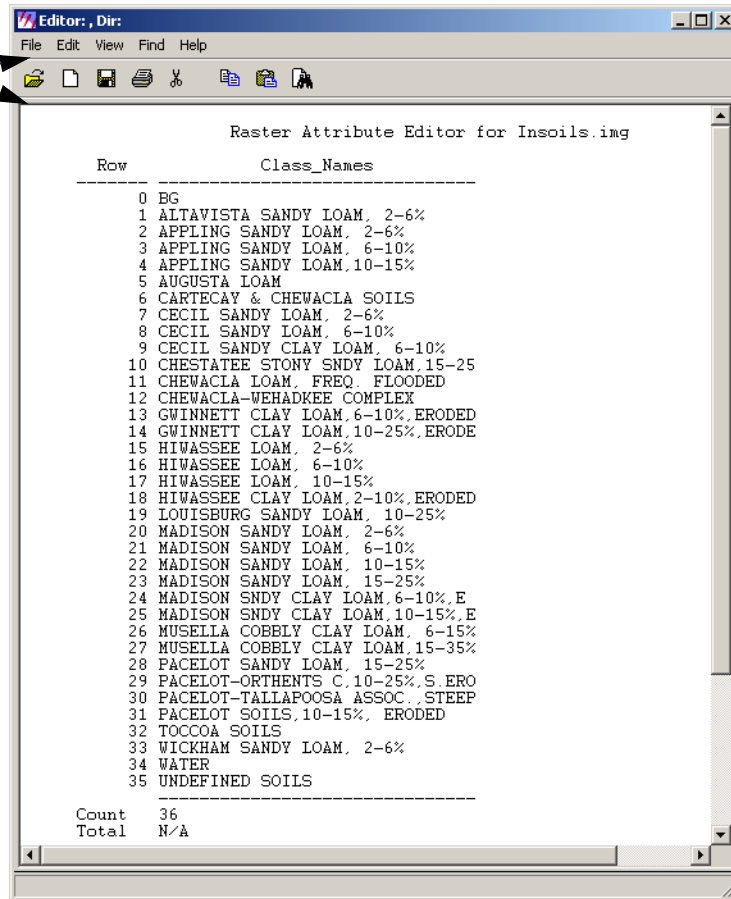 Editor: , Dir:
File Edit View Find Help
Raster Attribute Editor for Insoils.img
Row Class_Names
0 BG
1 ALTAVISTA SANDY LOAM, 2-6%
2 APPLING SANDY LOAM, 2-6%
3 APPLING SANDY LOAM, 6-10%
4 APPLING SANDY LOAM,10-15%
5 AUGUSTA LOAM
6 CARTECAY & CHEWACLA SOILS
7 CECIL SANDY LOAM, 2-6%
8 CECIL SANDY LOAM, 6-10%
9 CECIL SANDY CLAY LOAM, 6-10%
10 CHESTATEE STONY SNDY LOAM,15-25
11 CHEWACLA LOAM, FREQ. FLOODED
12 CHEWACLA-WEHADKEE COMPLEX
13 GWINNETT CLAY LOAM,6-10%,ERODED
14 GWINNETT CLAY LOAM,10-25%,ERODE
15 HIWASSEE LOAM, 2-6%
16 HIWASSEE LOAM, 6-10%
17 HIWASSEE LOAM, 10-15%
18 HIWASSEE CLAY LOAM,2-10%,ERODED
19 LOUISBURG SANDY LOAM, 10-25%
20 MADISON SANDY LOAM, 2-6%
21 MADISON SANDY LOAM, 6-10%
22 MADISON SANDY LOAM, 10-15%
23 MADISON SANDY LOAM, 15-25%
24 MADISON SNDY CLAY LOAM,6-10%,E
25 MADISON SNDY CLAY LOAM,10-15%,E
26 MUSELLA COBBLY CLAY LOAM, 6-15%
27 MUSELLA COBBLY CLAY LOAM,15-35%
28 PACELOT SANDY LOAM, 15-25%
29 PACELOT-ORTHENTS C,10-25%,S.ERO
30 PACELOT-TALLAPOOSA ASSOC.,STEEP
31 PACELOT SOILS,10-15%, ERODED
32 TOCCOA SOILS
33 WICKHAM SANDY LOAM, 2-6%
34 WATER
35 UNDEFINED SOILS
Count 36
Total N/A